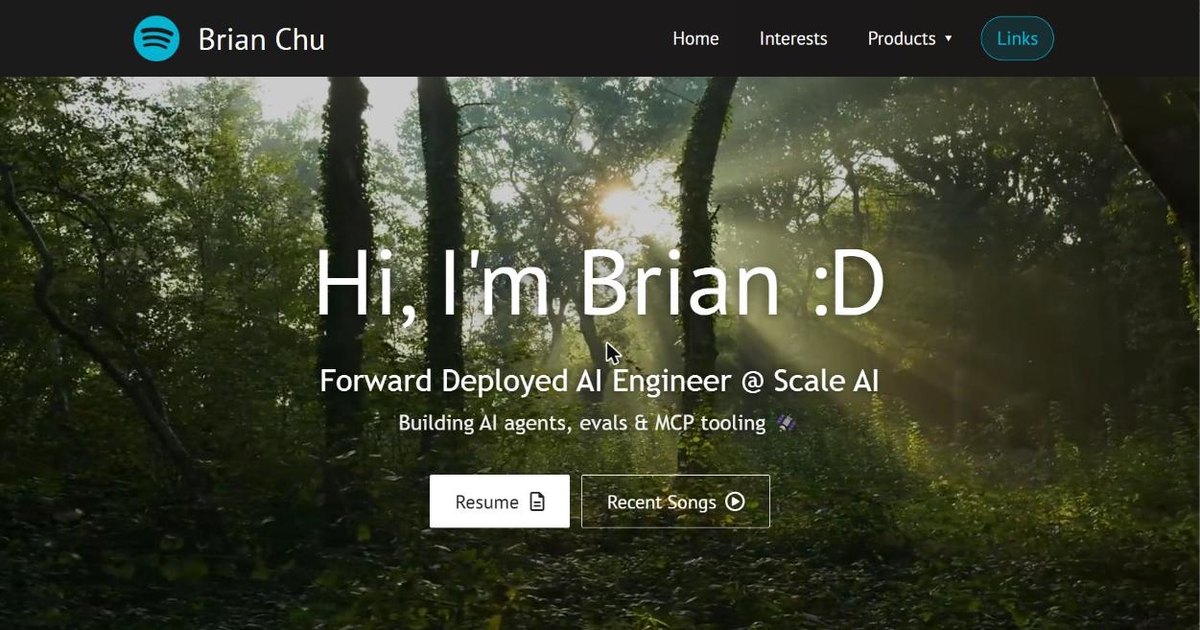 Brian Chu
Home
Interests
Products ▾
Links
Hi, I'm Brian :D
Forward Deployed AI Engineer @ Scale AI
Building AI agents, evals & MCP tooling
Resume
Recent Songs